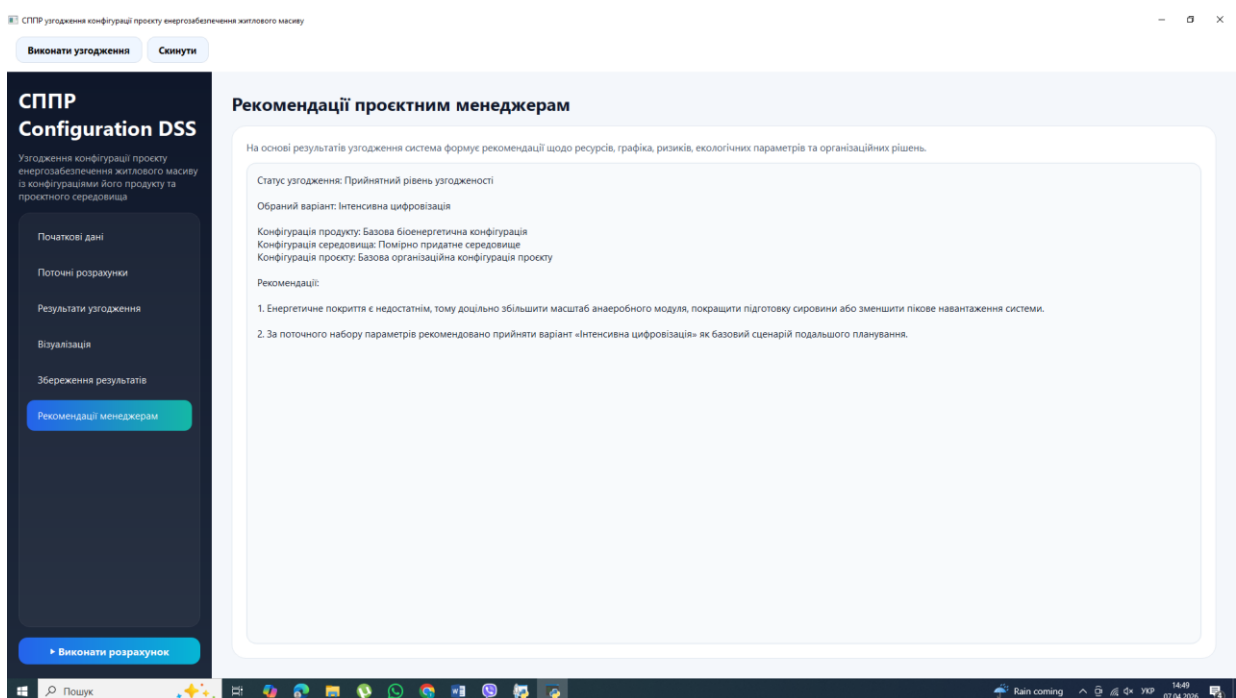 СППР узгодження конфігурації проєкту енергозабезпечення житлового масиву
Виконати узгодження
Скинути
СППР
Configuration DSS
Узгодження конфігурації проєкту
енергозабезпечення житлового масиву
із конфігураціями його продукту та
проєктного середовища
Початкові дані
Поточні розрахунки
Результати узгодження
Візуалізація
Збереження результатів
Рекомендації менеджерам
Виконати розрахунок
Рекомендації проєктним менеджерам
На основі результатів узгодження система формує рекомендації щодо ресурсів, графіка, ризиків, екологічних параметрів та організаційних рішень.
Статус узгодження: Прийнятний рівень узгодженості
Обраний варіант: Інтенсивна цифровізація
Конфігурація продукту: Базова біоенергетична конфігурація
Конфігурація середовища: Помірно придатне середовище
Конфігурація проєкту: Базова організаційна конфігурація проєкту
Рекомендації:
1. Енергетичне покриття є недостатнім, тому доцільно збільшити масштаб анаеробного модуля, покращити підготовку сировини або зменшити пікове навантаження системи.
2. За поточного набору параметрів рекомендовано прийняти варіант «Інтенсивна цифровізація» як базовий сценарій подальшого планування.
Пошук
Rain coming
УКР
14:49
07.04.2026